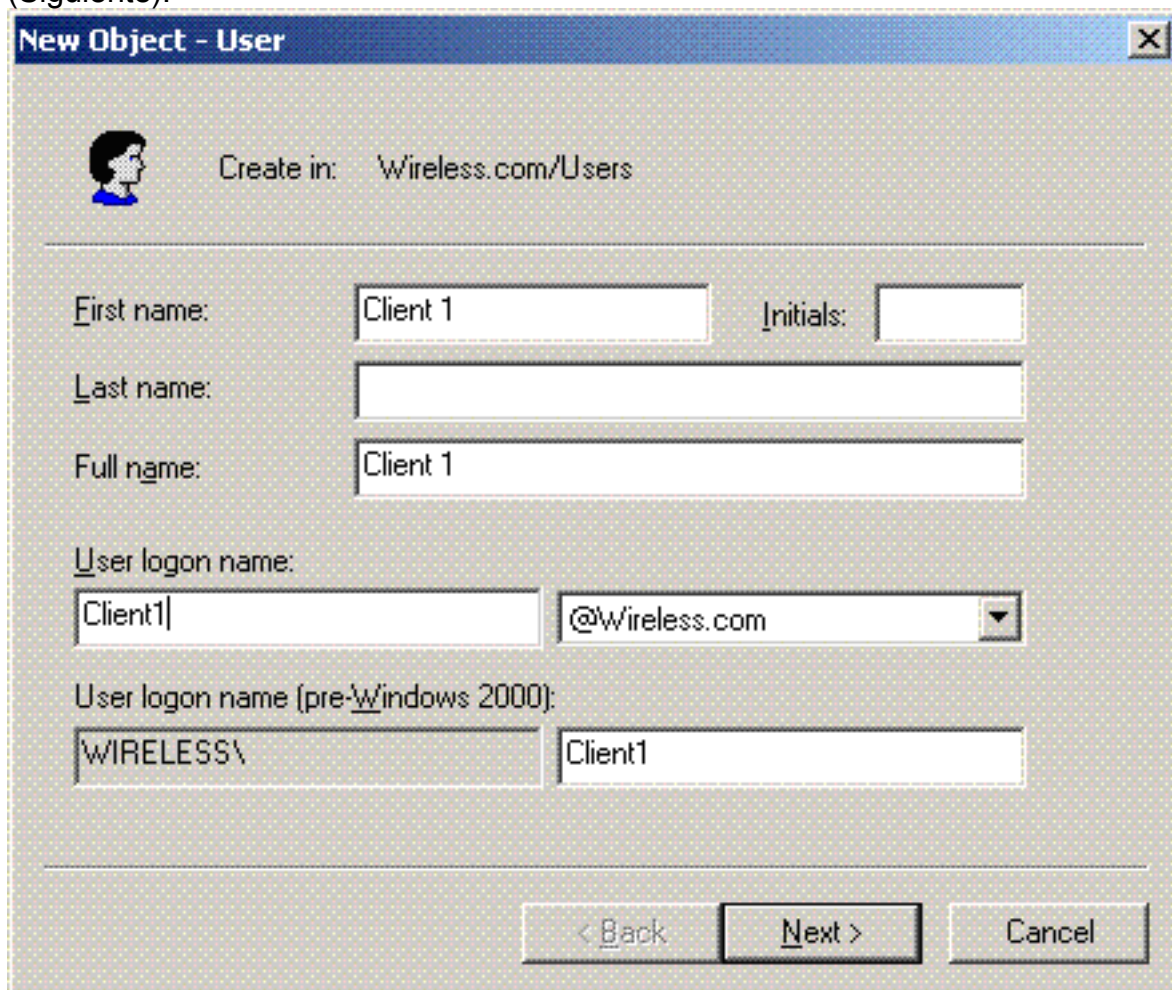 (Siguiente).
New Object - User
Create in: Wireless.com/Users
First name: Client 1 Initials:
Last name:
Full name: Client 1
User logon name:
Client1 @Wireless.com
User logon name (pre-Windows 2000):
WIRELESS\ Client1
< Back Next > Cancel